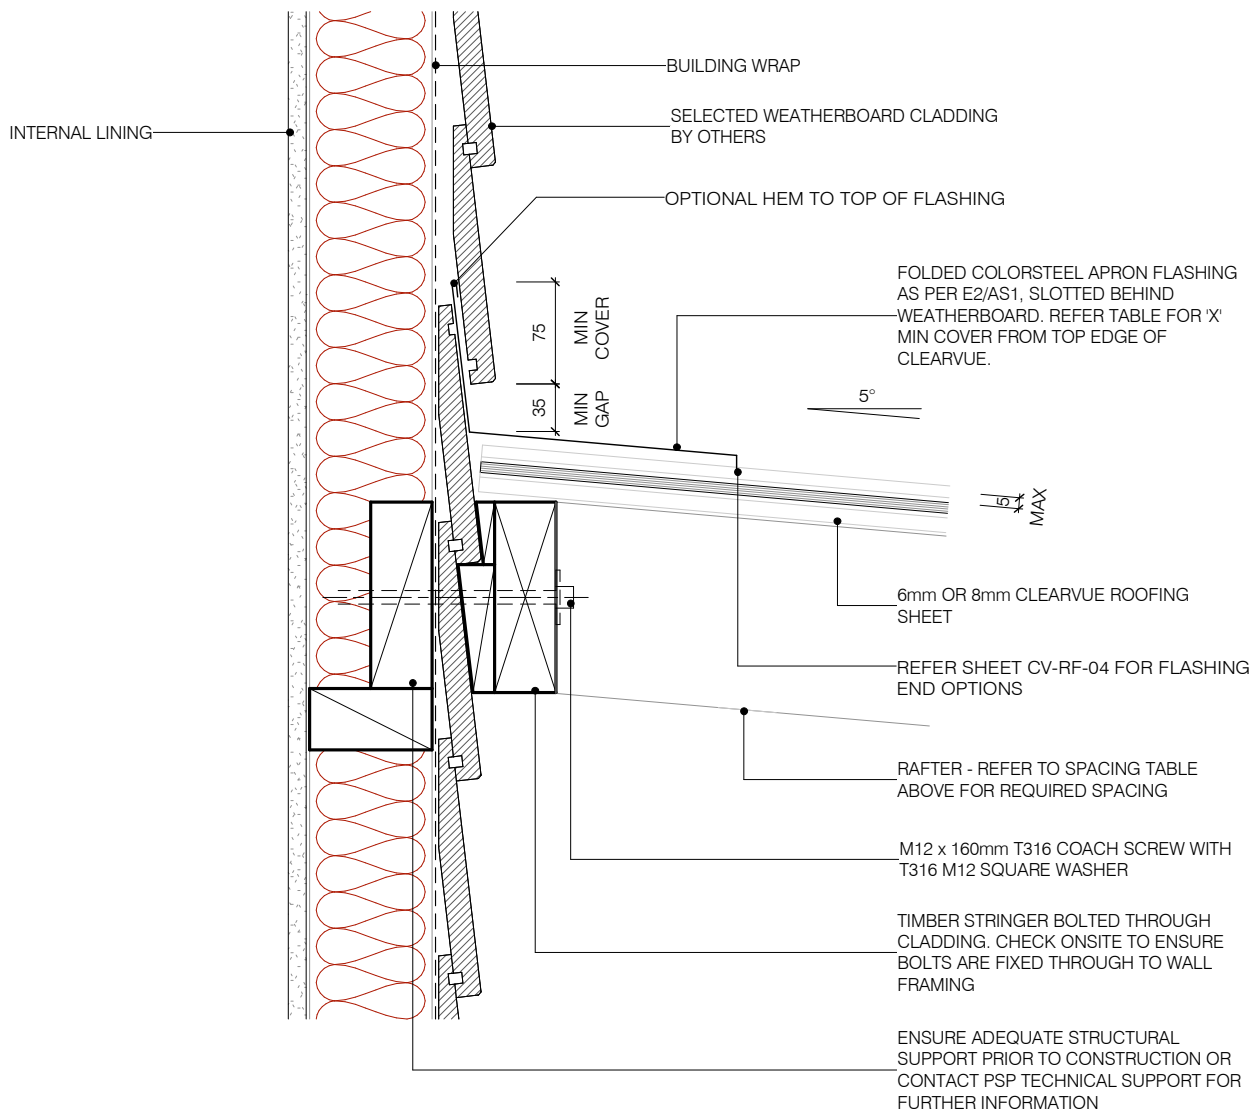 BUILDING WRAP
SELECTED WEATHERBOARD CLADDING
BY OTHERS
INTERNAL LINING
OPTIONAL HEM TO TOP OF FLASHING
FOLDED COLORSTEEL APRON FLASHING
AS PER E2/AS1, SLOTTED BEHIND
WEATHERBOARD. REFER TABLE FOR 'X'
MIN COVER FROM TOP EDGE OF
CLEARVUE.
75
MIN
COVER
35
MIN
GAP
5°
5
MAX
6mm OR 8mm CLEARVUE ROOFING
SHEET
REFER SHEET CV-RF-04 FOR FLASHING
END OPTIONS
RAFTER - REFER TO SPACING TABLE
ABOVE FOR REQUIRED SPACING
M12 x 160mm T316 COACH SCREW WITH
T316 M12 SQUARE WASHER
TIMBER STRINGER BOLTED THROUGH
CLADDING. CHECK ONSITE TO ENSURE
BOLTS ARE FIXED THROUGH TO WALL
FRAMING
ENSURE ADEQUATE STRUCTURAL
SUPPORT PRIOR TO CONSTRUCTION OR
CONTACT PSP TECHNICAL SUPPORT FOR
FURTHER INFORMATION